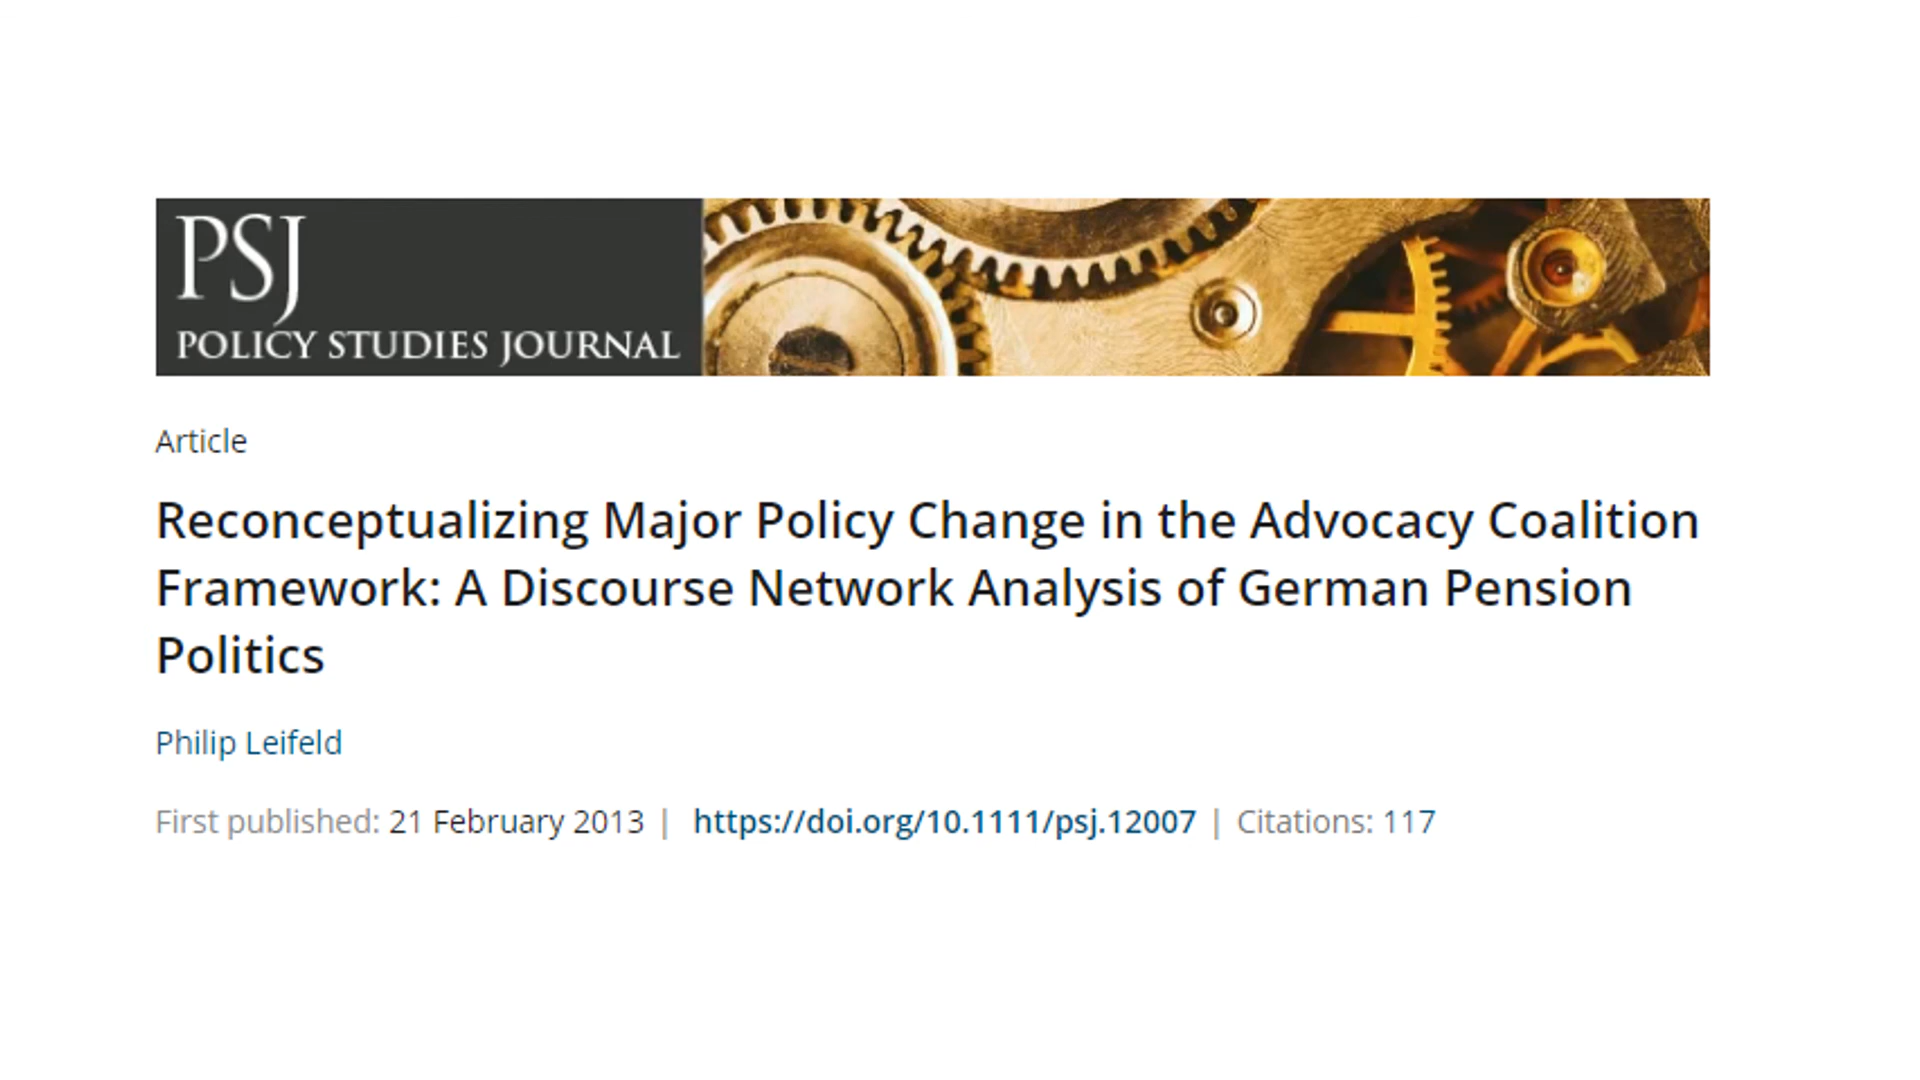 PSJ
POLICY STUDIES JOURNAL
Article
Reconceptualizing Major Policy Change in the Advocacy Coalition
Framework: A Discourse Network Analysis of German Pension
Politics
Philip Leifeld
First published: 21 February 2013 | https://doi.org/10.1111/psj.12007 | Citations: 117